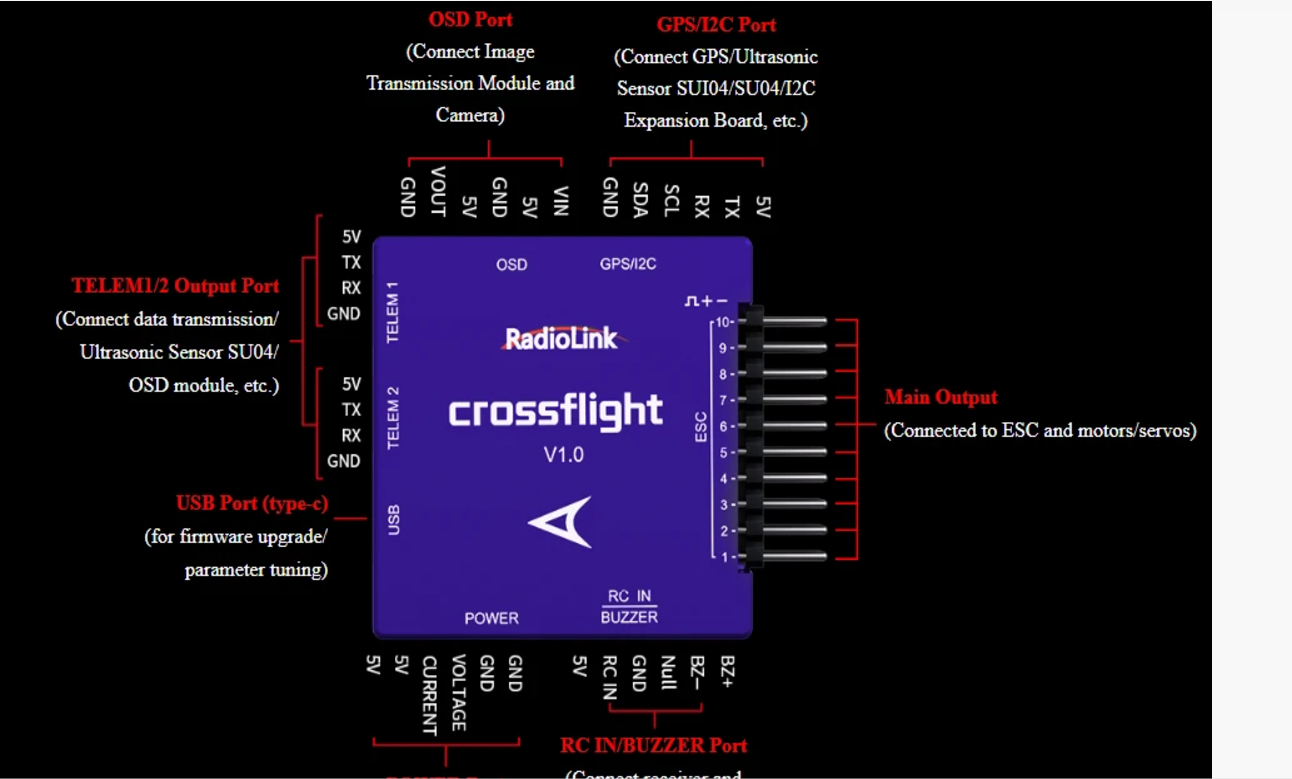 OSD Port
(Connect Image
Transmission Module and
Camera)
GPS/I2C Port
(Connect GPS/Ultrasonic
Sensor SUI04/SU04/I2C
Expansion Board, etc.)
GND
VOUT
5V
GND
5V
VIN
GND
SDA
SCL
RX
TX
5V
TELEM1/2 Output Port
(Connect data transmission/
Ultrasonic Sensor SU04/
OSD module, etc.)
5V
TX
RX
GND
TELEM 1
5V
TX
RX
GND
TELEM 2
USB Port (type-c)
(for firmware upgrade/
parameter tuning)
USB
OSD
GPS/I2C
RadioLink
crossflight
V1.0
+ −
ESC
10-
9-
8-
7-
6-
5-
4-
3-
2-
1-
Main Output
(Connected to ESC and motors/servos)
POWER
RC IN
BUZZER
5V
5V
CURRENT
VOLTAGE
GND
GND
5V
RC IN
GND
Null
BZ−
BZ+
RC IN/BUZZER Port
(Connect receiver and